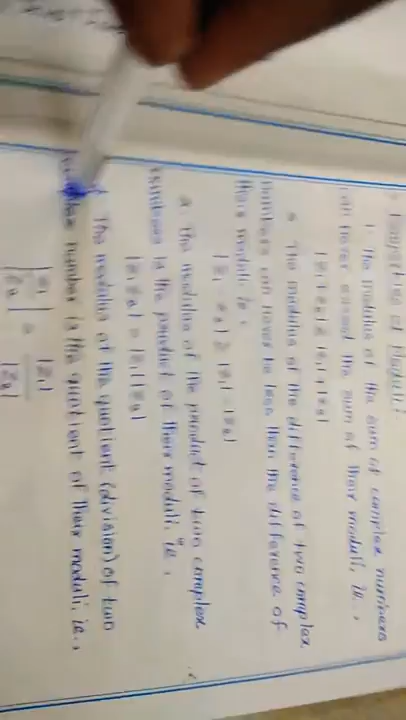 Properties of Moduli:
1. The modulus of the sum of complex numbers
can never exceed the sum of their moduli, ie.,
|z₁+z₂| ≤ |z₁|+|z₂|
The modulus of the difference of two complex
numbers can never be less than the difference of
their moduli ie.,
|z₁-z₂| ≥ |z₁|-|z₂|
The modulus of the product of two complex
numbers is the product of their moduli, ie.,
|z₁z₂| = |z₁||z₂|
The modulus of the quotient (division) of two
number is the quotient of their moduli, ie.,
|z₁/z₂| = |z₁|/|z₂|